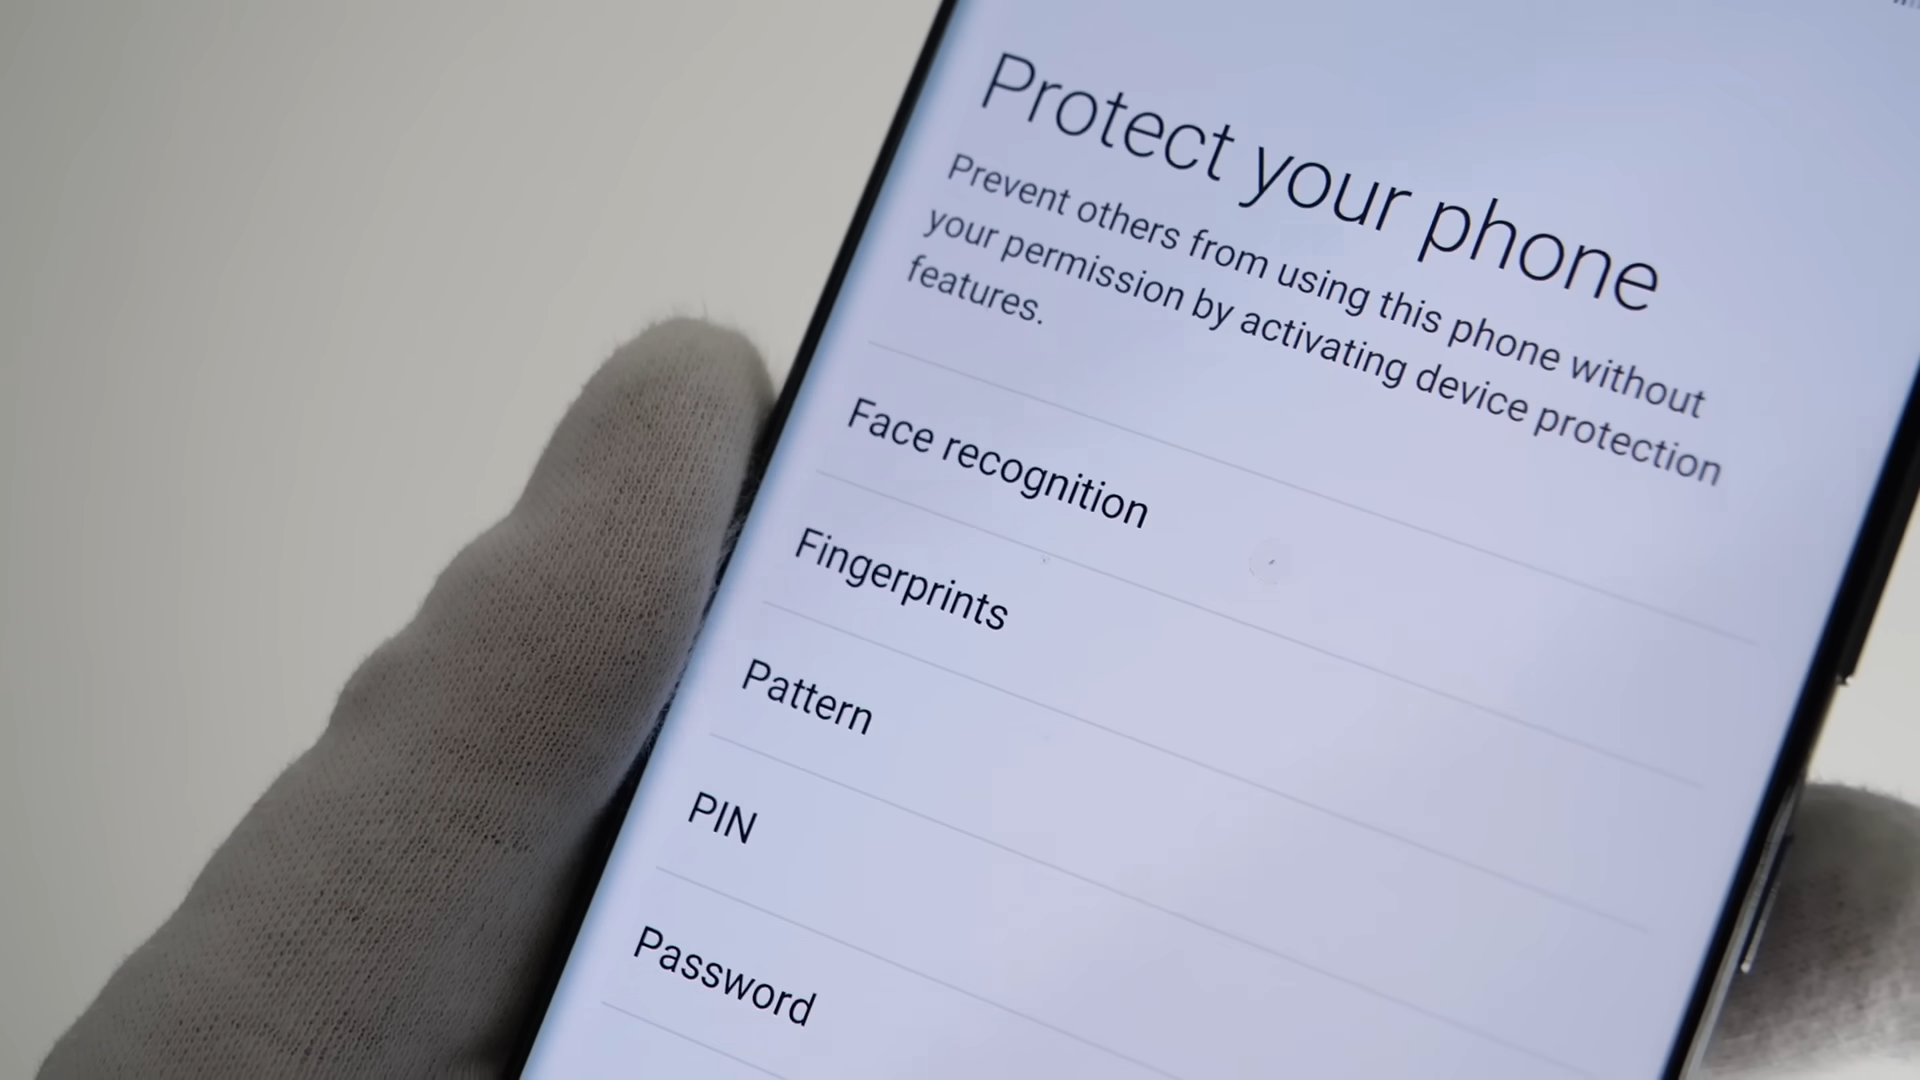 Protect your phone
Prevent others from using this phone without
your permission by activating device protection
features.
Face recognition
Fingerprints
Pattern
PIN
Password